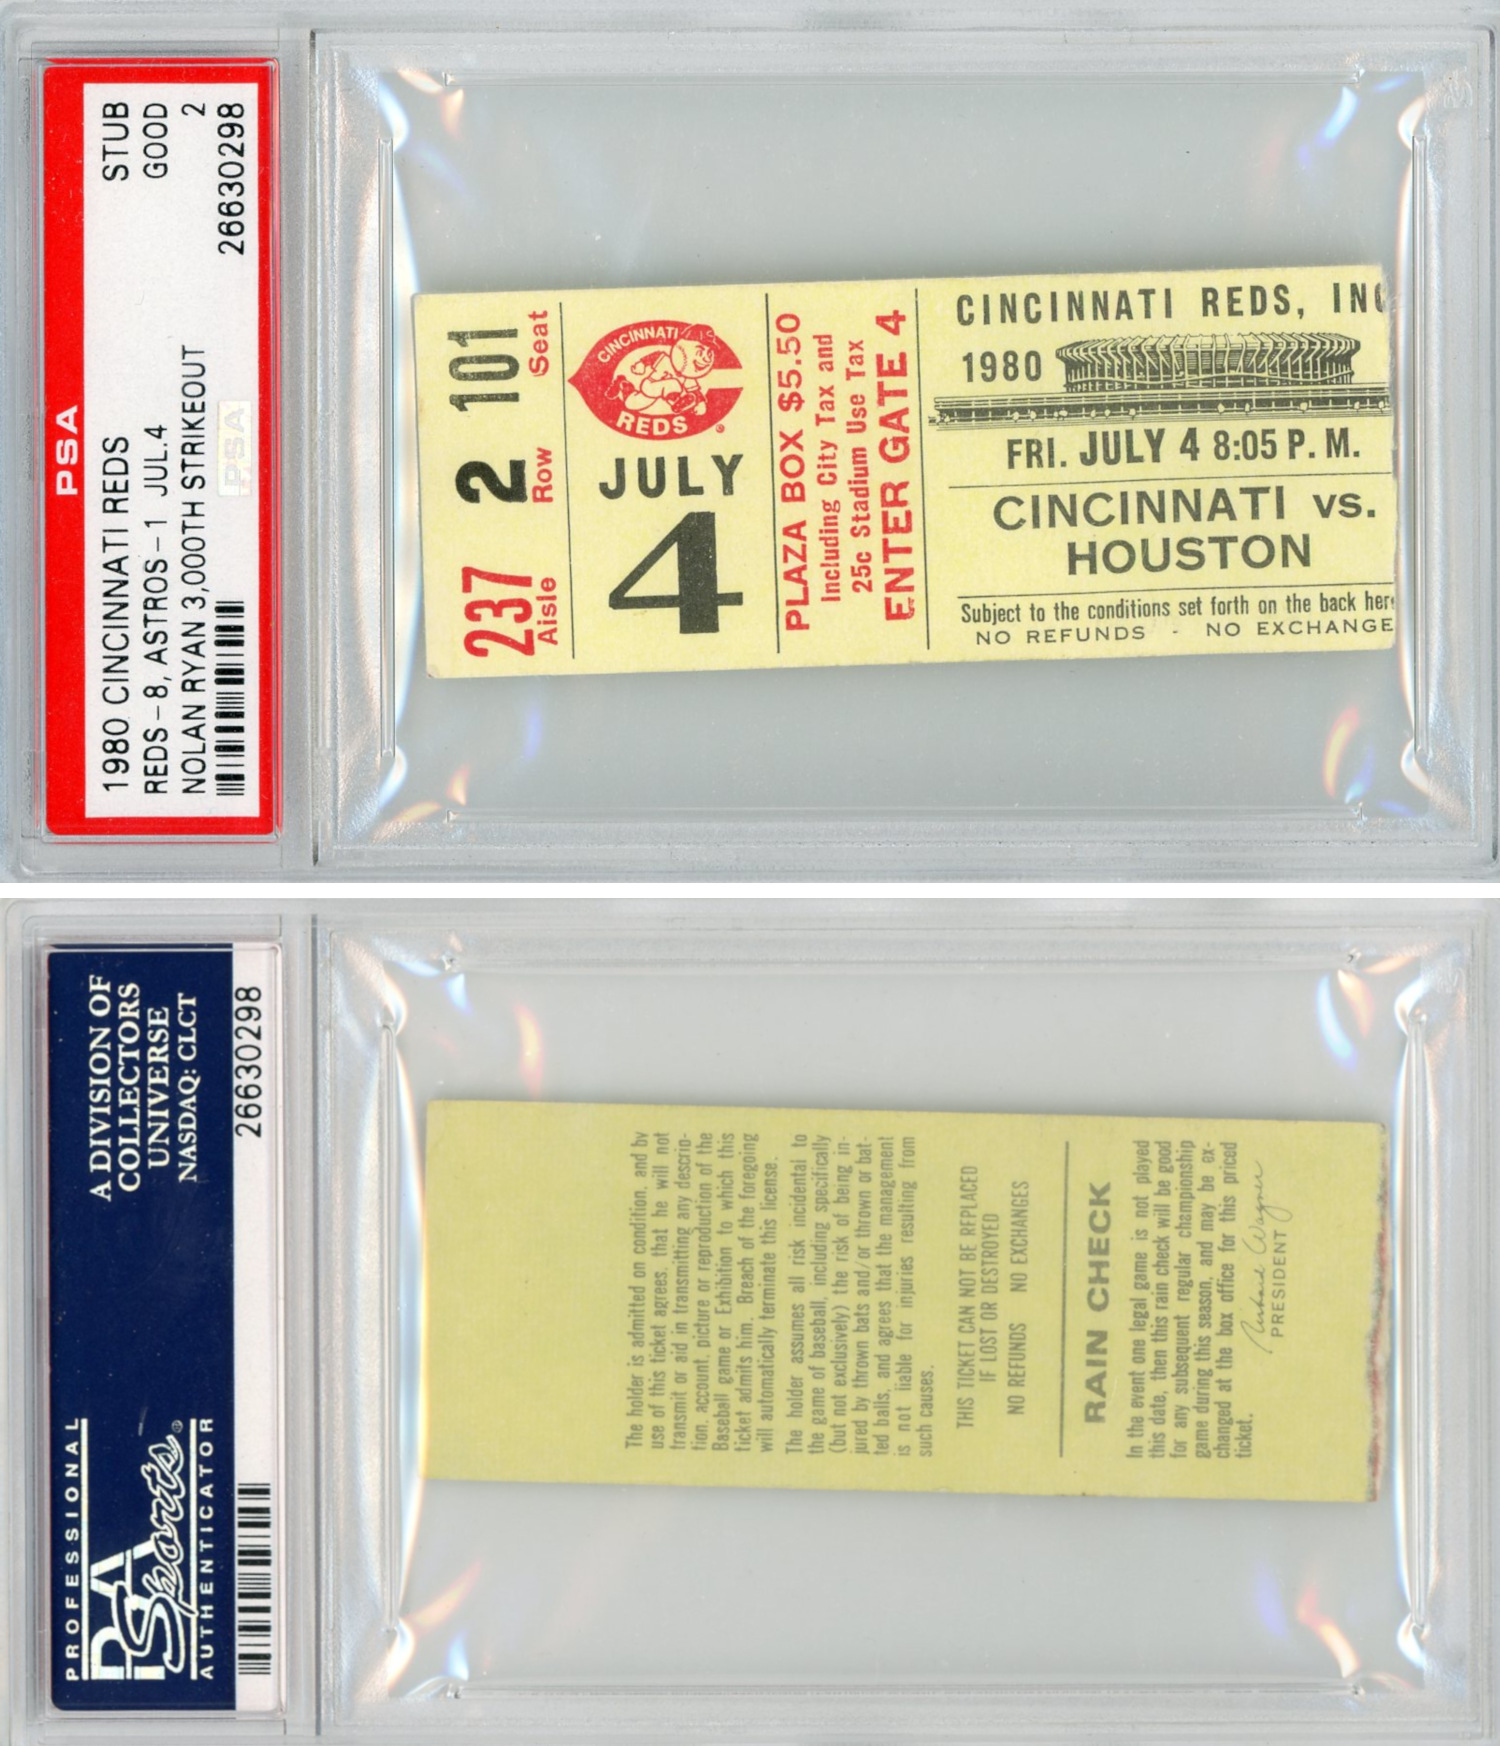 PSA
1980 CINCINNATI REDS STUB
REDS-8, ASTROS-1 JUL.4 GOOD
NOLAN RYAN 3,000TH STRIKEOUT 2
26630298
PSA
237 2 101
Aisle Row Seat
CINCINNATI
REDS
JULY
4
PLAZA BOX $5.50
Including City Tax and
25c Stadium Use Tax
ENTER GATE 4
CINCINNATI REDS, INC
1980
FRI. JULY 4 8:05 P. M.
CINCINNATI vs.
HOUSTON
Subject to the conditions set forth on the back here
NO REFUNDS - NO EXCHANGE
PROFESSIONAL
PSA
Sports
AUTHENTICATOR
A DIVISION OF
COLLECTORS
UNIVERSE
NASDAQ: CLCT
26630298
The holder is admitted on condition, and by
use of this ticket agrees, that he will not
transmit or aid in transmitting any descrip-
tion, account, picture or reproduction of the
Baseball game or Exhibition to which this
ticket admits him. Breach of the foregoing
will automatically terminate this license.
The holder assumes all risk incidental to
the game of baseball, including specifically
(but not exclusively) the risk of being in-
jured by thrown bats and/or thrown or bat-
ted balls, and agrees that the management
is not liable for injuries resulting from
such causes.
THIS TICKET CAN NOT BE REPLACED
IF LOST OR DESTROYED
NO REFUNDS NO EXCHANGES
RAIN CHECK
In the event one legal game is not played
this date, then this rain check will be good
for any subsequent regular championship
game during this season, and may be ex-
changed at the box office for this priced
ticket.
Richard Wagner
PRESIDENT